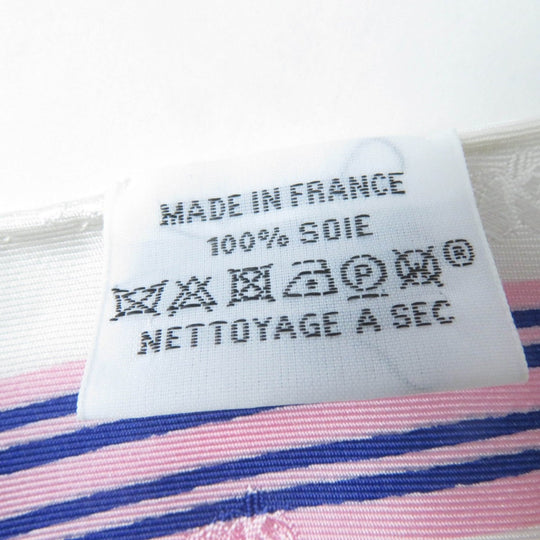 MADE IN FRANCE
100% SOIE
P ®
NETTOYAGE A SEC